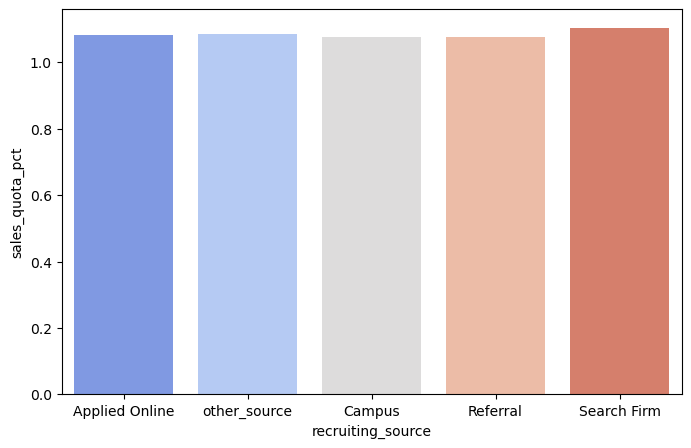 sales_quota_pct
1.0
0.8
0.6
0.4
0.2
0.0
Applied Online other_source Campus Referral Search Firm
recruiting_source